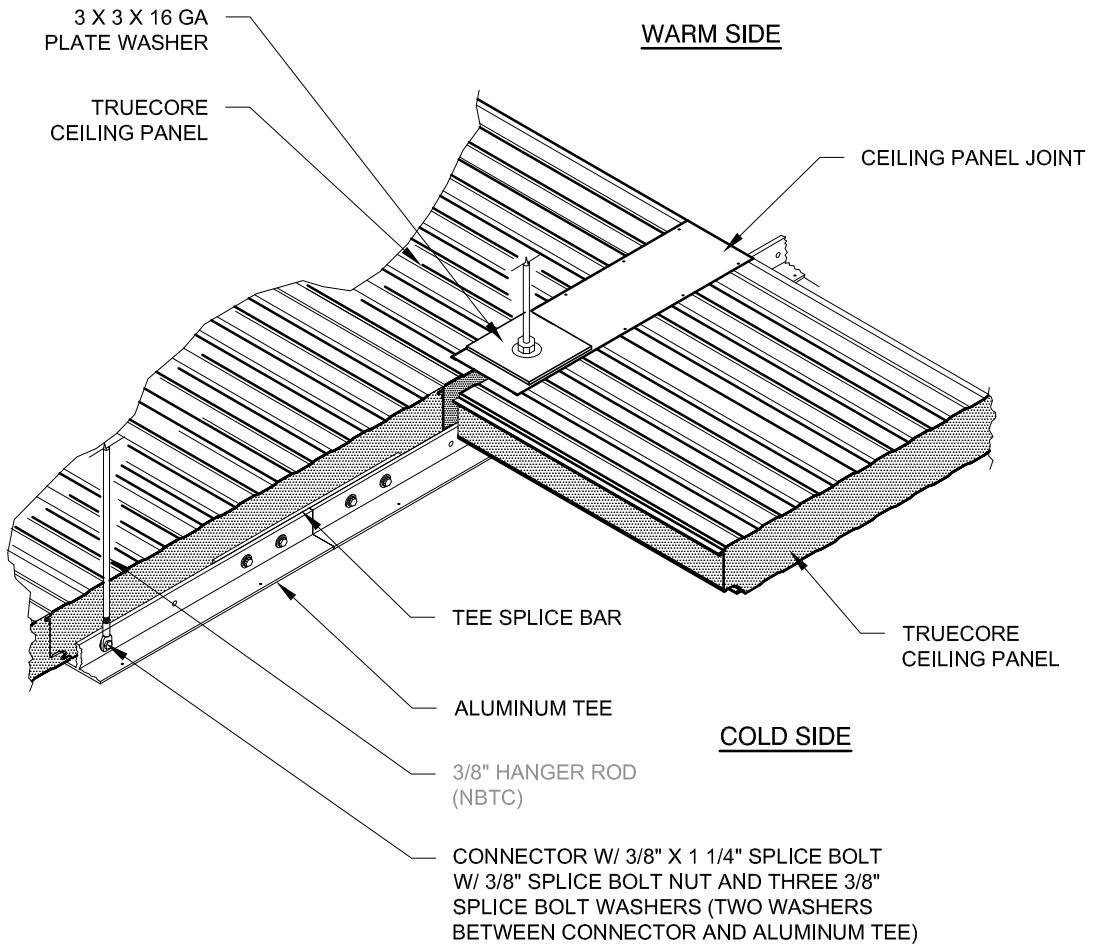 3 X 3 X 16 GA
PLATE WASHER
WARM SIDE
TRUECORE
CEILING PANEL
CEILING PANEL JOINT
TEE SPLICE BAR
TRUECORE
CEILING PANEL
ALUMINUM TEE
COLD SIDE
3/8" HANGER ROD
(NBTC)
CONNECTOR W/ 3/8" X 1 1/4" SPLICE BOLT
W/ 3/8" SPLICE BOLT NUT AND THREE 3/8"
SPLICE BOLT WASHERS (TWO WASHERS
BETWEEN CONNECTOR AND ALUMINUM TEE)